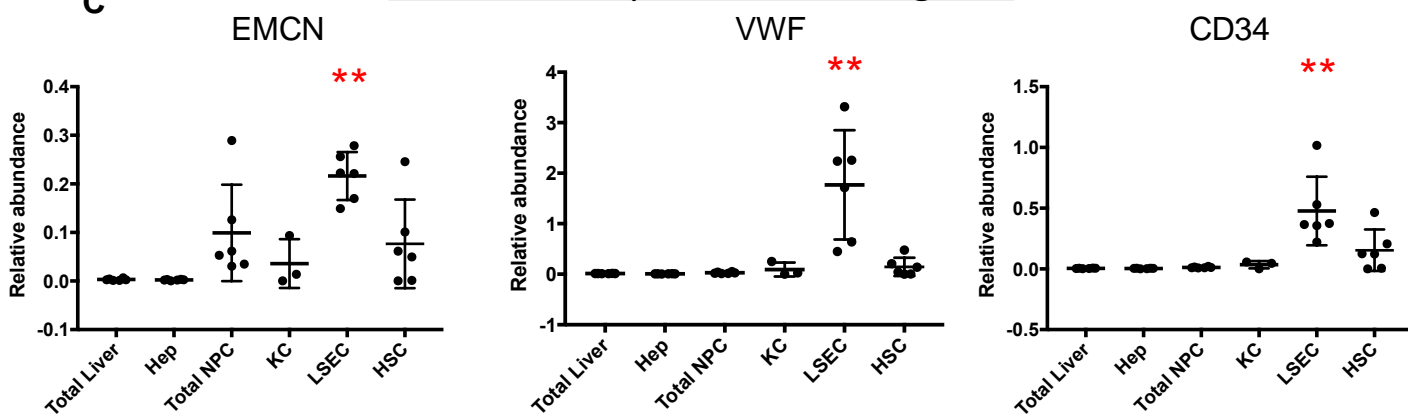 C
EMCN
**
Relative abundance
0.4
0.3
0.2
0.1
0.0
-0.1
Total Liver
Hep
Total NPC
KC
LSEC
HSC
VWF
**
Relative abundance
4
3
2
1
0
-1
Total Liver
Hep
Total NPC
KC
LSEC
HSC
CD34
**
Relative abundance
1.5
1.0
0.5
0.0
-0.5
Total Liver
Hep
Total NPC
KC
LSEC
HSC